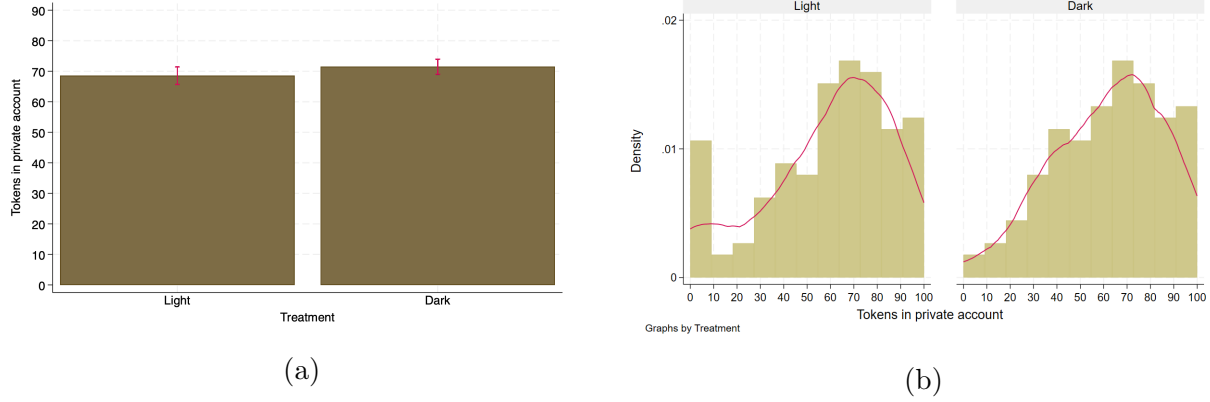 90
80
70
60
50
40
30
20
10
0
Tokens in private account
Light
Dark
Treatment
(a)
Light
Dark
.02
.01
0
Density
0 10 20 30 40 50 60 70 80 90 100
0 10 20 30 40 50 60 70 80 90 100
Tokens in private account
Graphs by Treatment
(b)